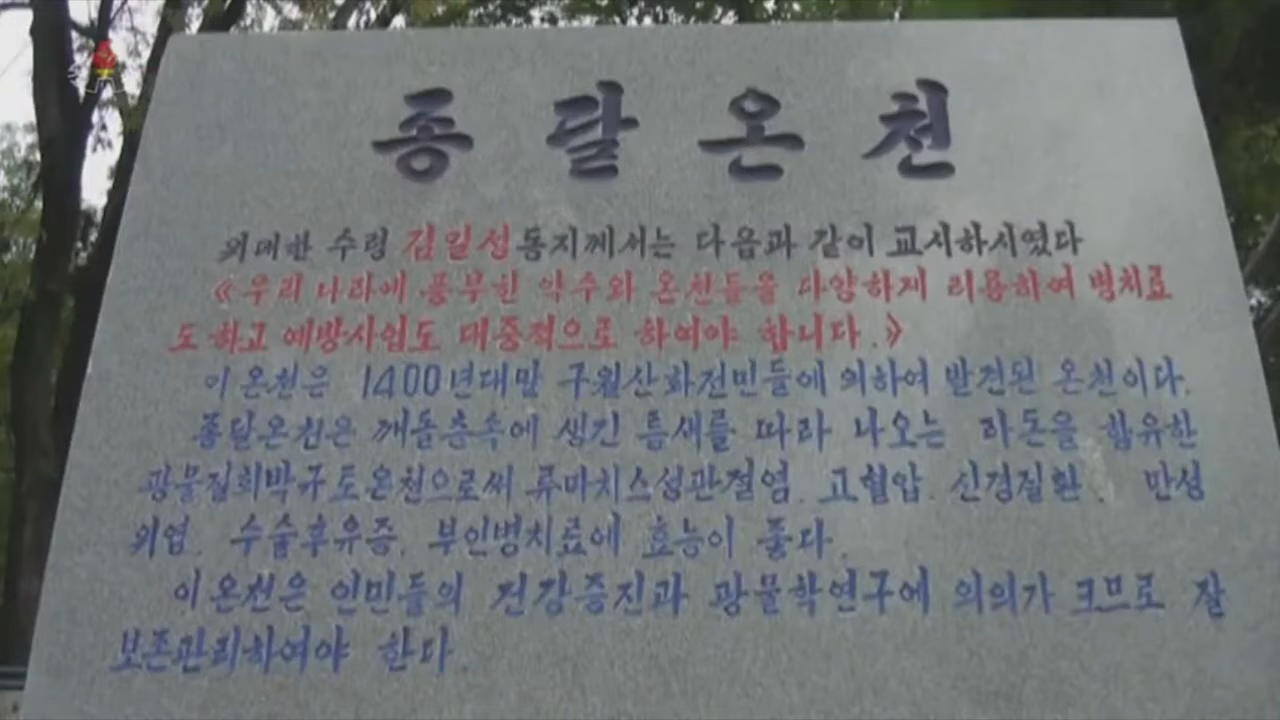 종달온천
위대한 수령 김일성동지께서는 다음과 같이 교시하시였다
《우리 나라에 풍부한 약수와 온천들을 다양하게 리용하여 병치료
도 하고 예방사업도 대중적으로 하여야 합니다.》
이 온천은 1400년대말 구월산화전민들에 의하여 발견된 온천이다.
종달온천은 깨돌층속에 생긴 틈새를 따라 나오는 라돈을 함유한
광물질희박규토온천으로써 류마치스성관절염. 고혈압. 신경질환. 만성
위염. 수술후유증. 부인병치료에 효능이 좋다.
이 온천은 인민들의 건강증진과 광물학연구에 의의가 크므로 잘
보존관리하여야 한다.